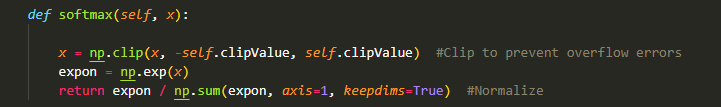 def softmax(self, x):
x = np.clip(x, -self.clipValue, self.clipValue)  #Clip to prevent overflow errors
expon = np.exp(x)
return expon / np.sum(expon, axis=1, keepdims=True)  #Normalize